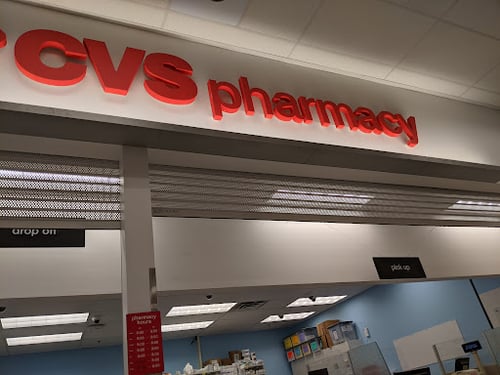 CVS pharmacy
drop off
pick up
pharmacy
hours